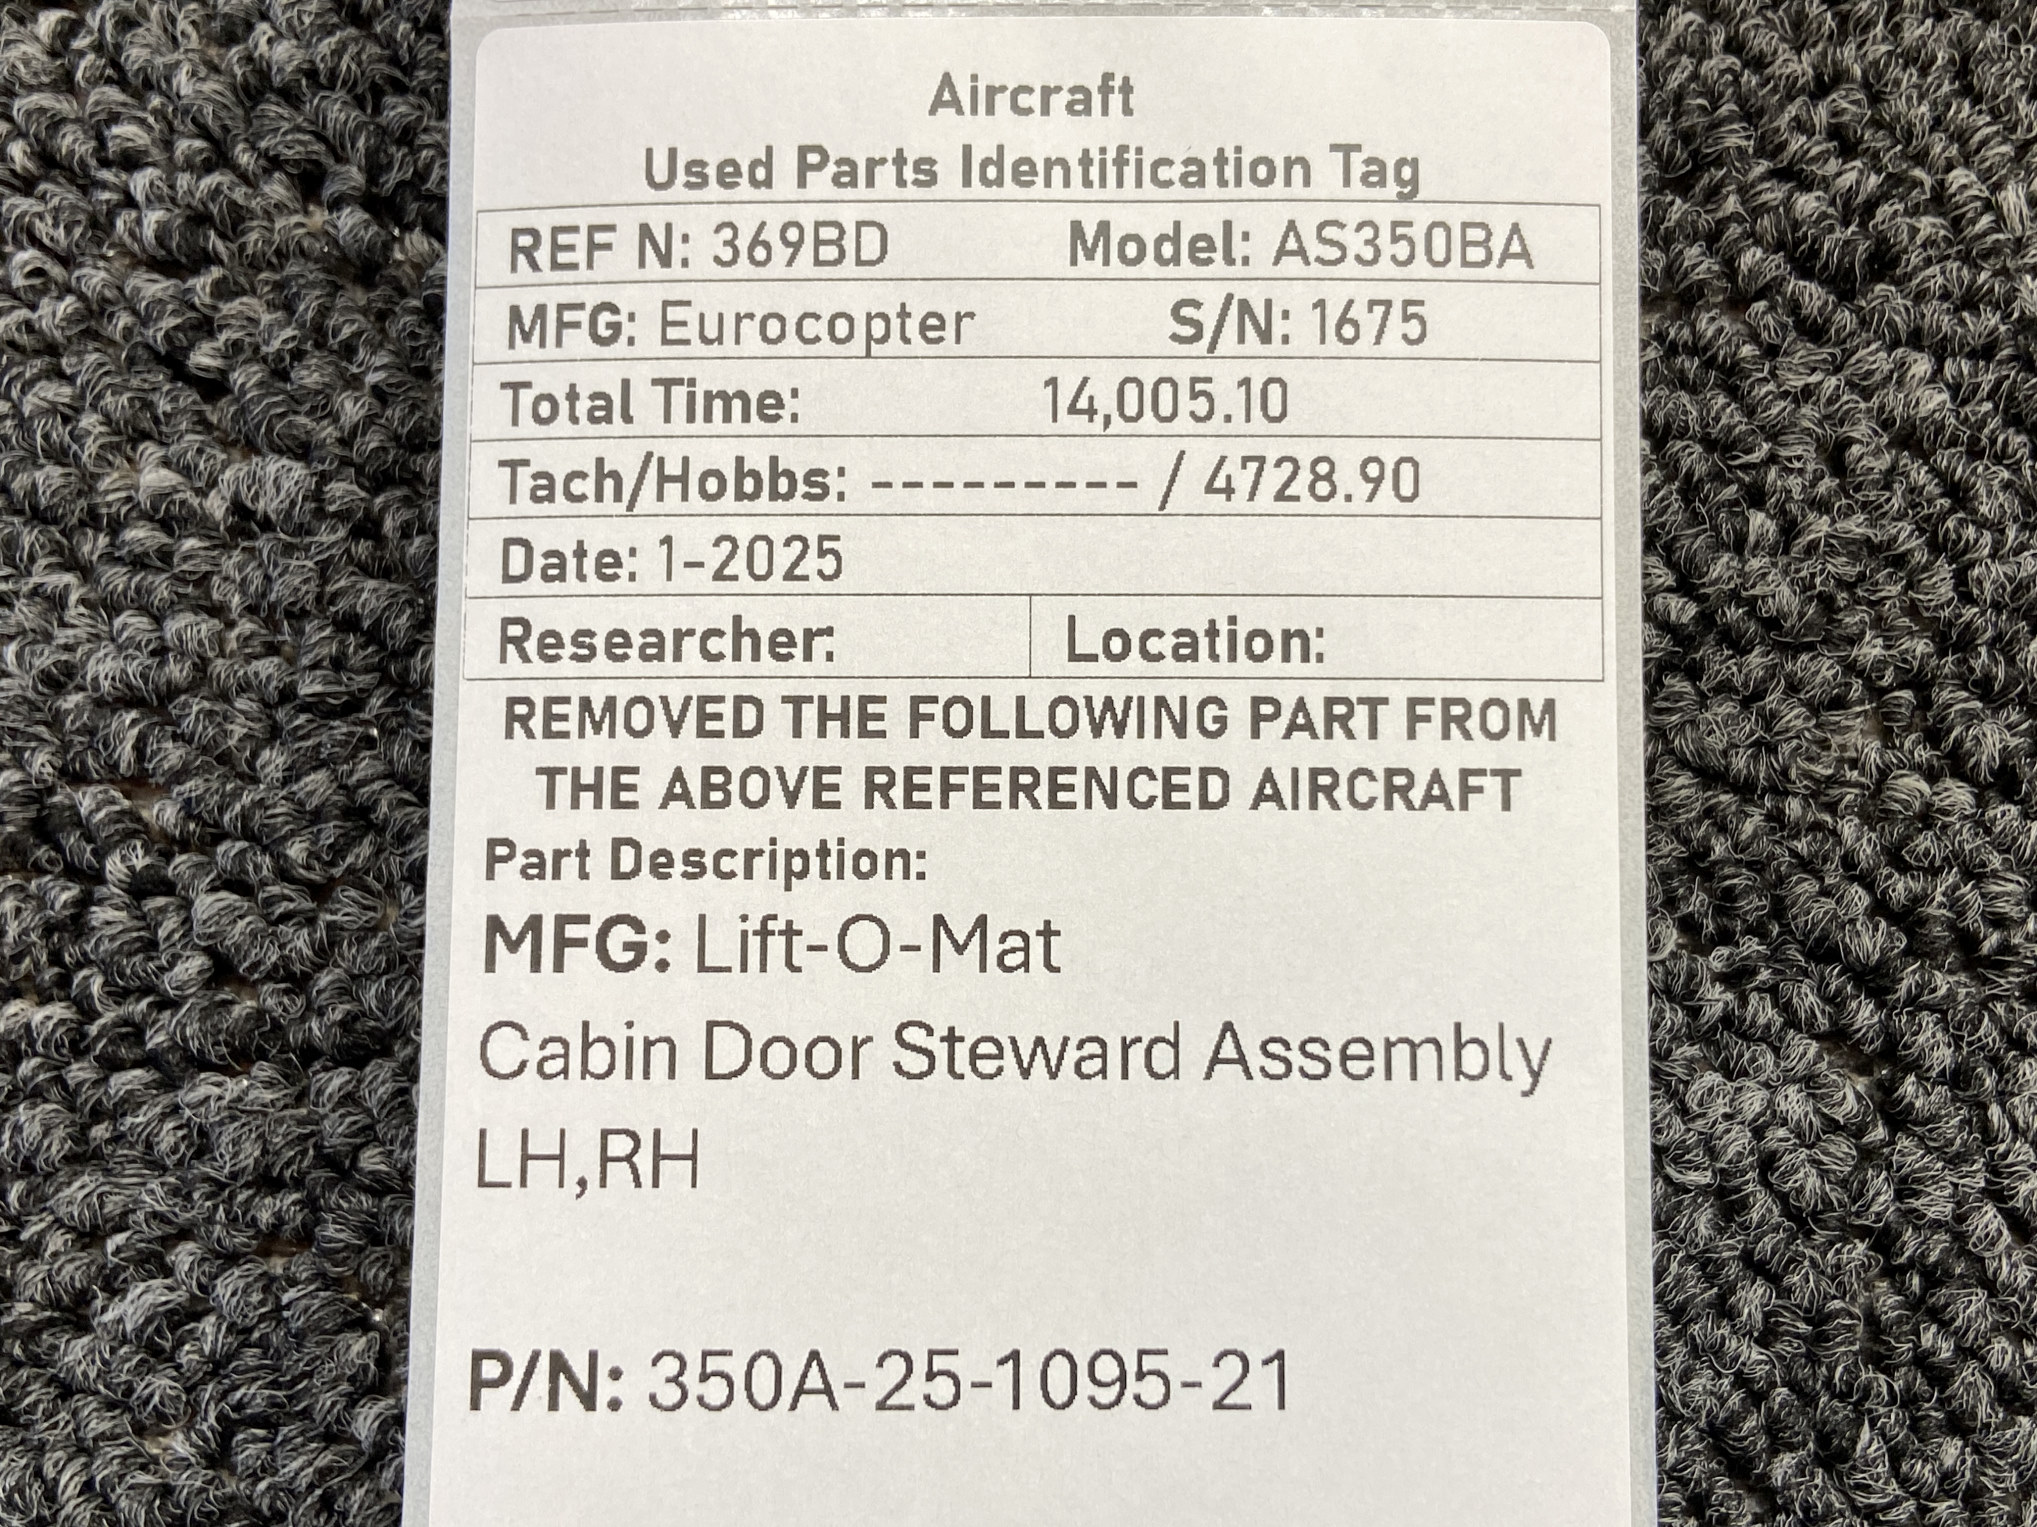 Aircraft
Used Parts Identification Tag
REF N: 369BD Model: AS350BA
MFG: Eurocopter S/N: 1675
Total Time: 14,005.10
Tach/Hobbs: --------- / 4728.90
Date: 1-2025
Researcher: Location:
REMOVED THE FOLLOWING PART FROM
THE ABOVE REFERENCED AIRCRAFT
Part Description:
MFG: Lift-O-Mat
Cabin Door Steward Assembly
LH,RH
P/N: 350A-25-1095-21